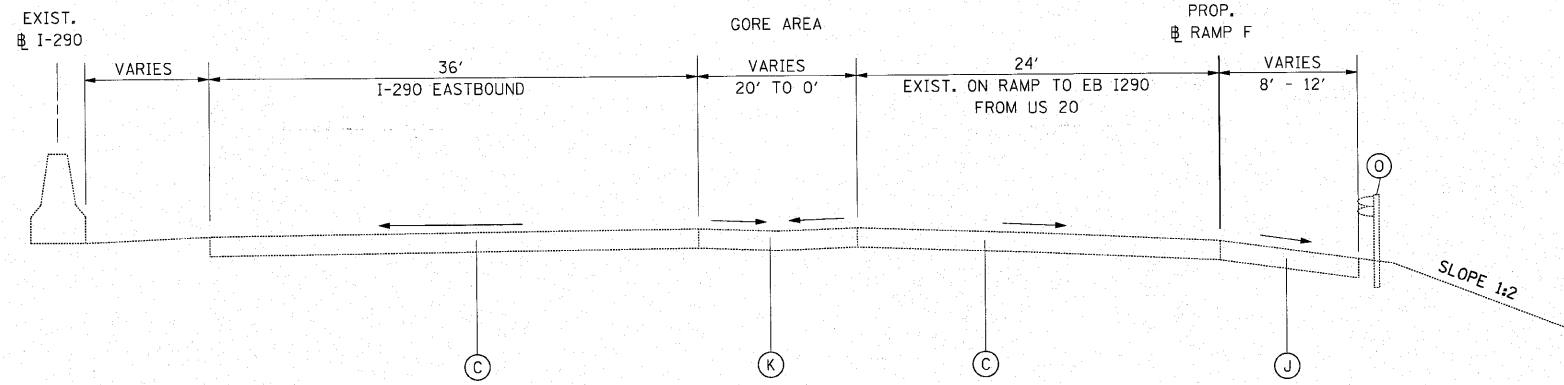 EXIST.
℄ I-290
GORE AREA
PROP.
℄ RAMP F
VARIES
36'
I-290 EASTBOUND
VARIES
20' TO 0'
24'
EXIST. ON RAMP TO EB I290
FROM US 20
VARIES
8' - 12'
O
SLOPE 1:2
C
K
C
J